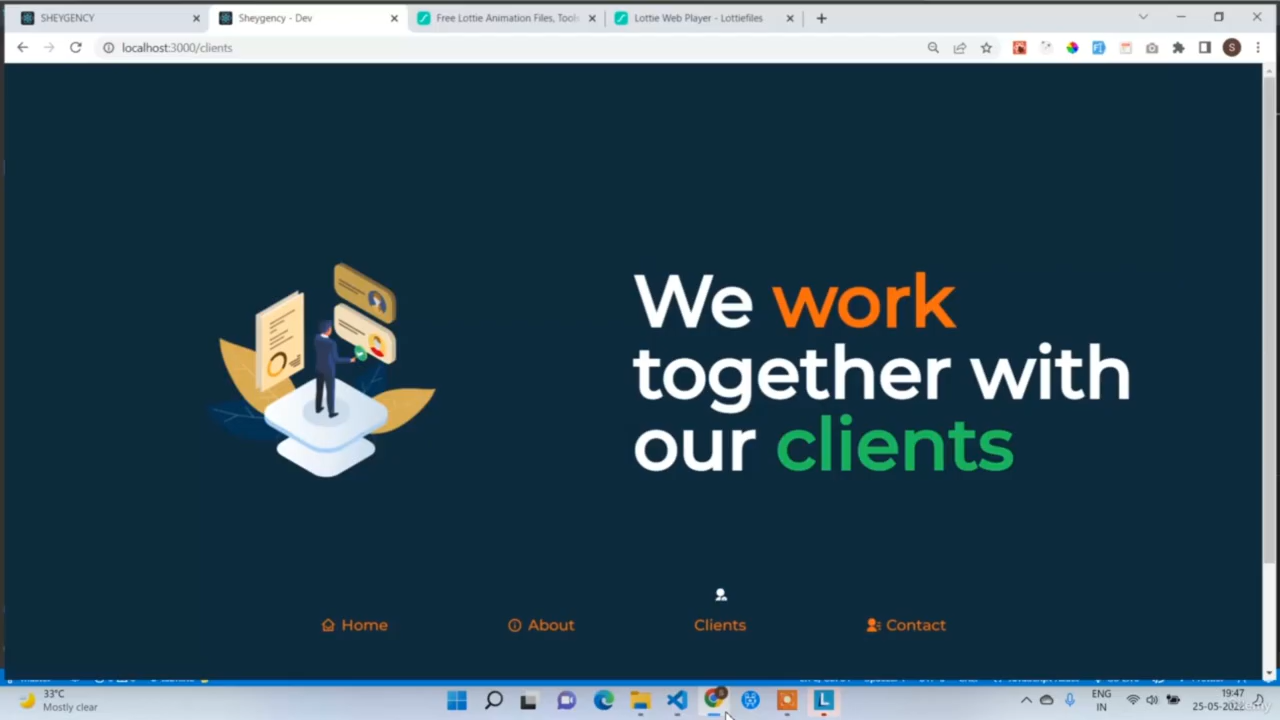 SHEYGENCY
Sheygency - Dev
Free Lottie Animation Files, Tools
Lottie Web Player - Lottiefiles
localhost:3000/clients
S
We work
together with
our clients
Home
About
Clients
Contact
33°C
Mostly clear
L
ENG
IN
19:47
25-05-2022